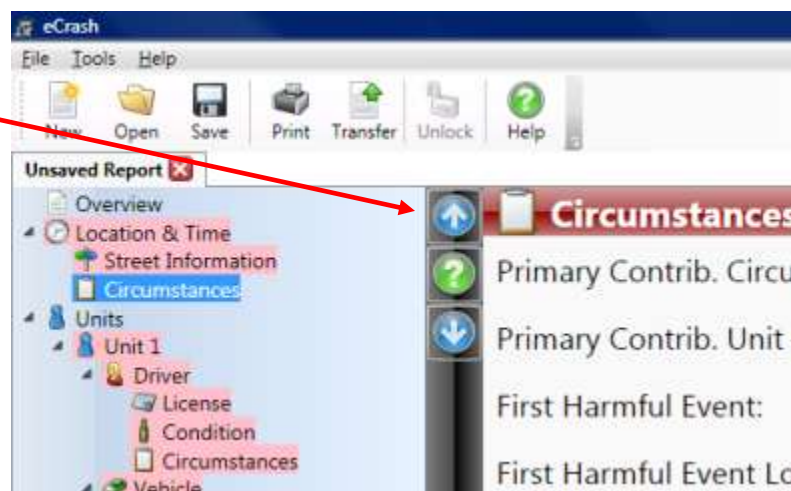 eCrash
File Tools Help
New Open Save Print Transfer Unlock Help
Unsaved Report
Overview
Location & Time
Street Information
Circumstances
Units
Unit 1
Driver
License
Condition
Circumstances
Vehicle
Circumstances
Primary Contrib. Circu
Primary Contrib. Unit
First Harmful Event:
First Harmful Event Lo